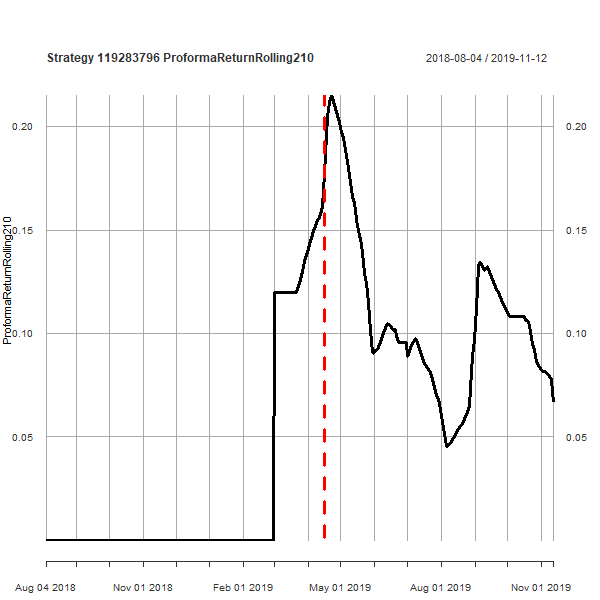 Strategy 119283796 ProformaReturnRolling210
2018-08-04 / 2019-11-12
ProformaReturnRolling210
0.20
0.20
0.15
0.15
0.10
0.10
0.05
0.05
Aug 04 2018
Nov 01 2018
Feb 01 2019
May 01 2019
Aug 01 2019
Nov 01 2019